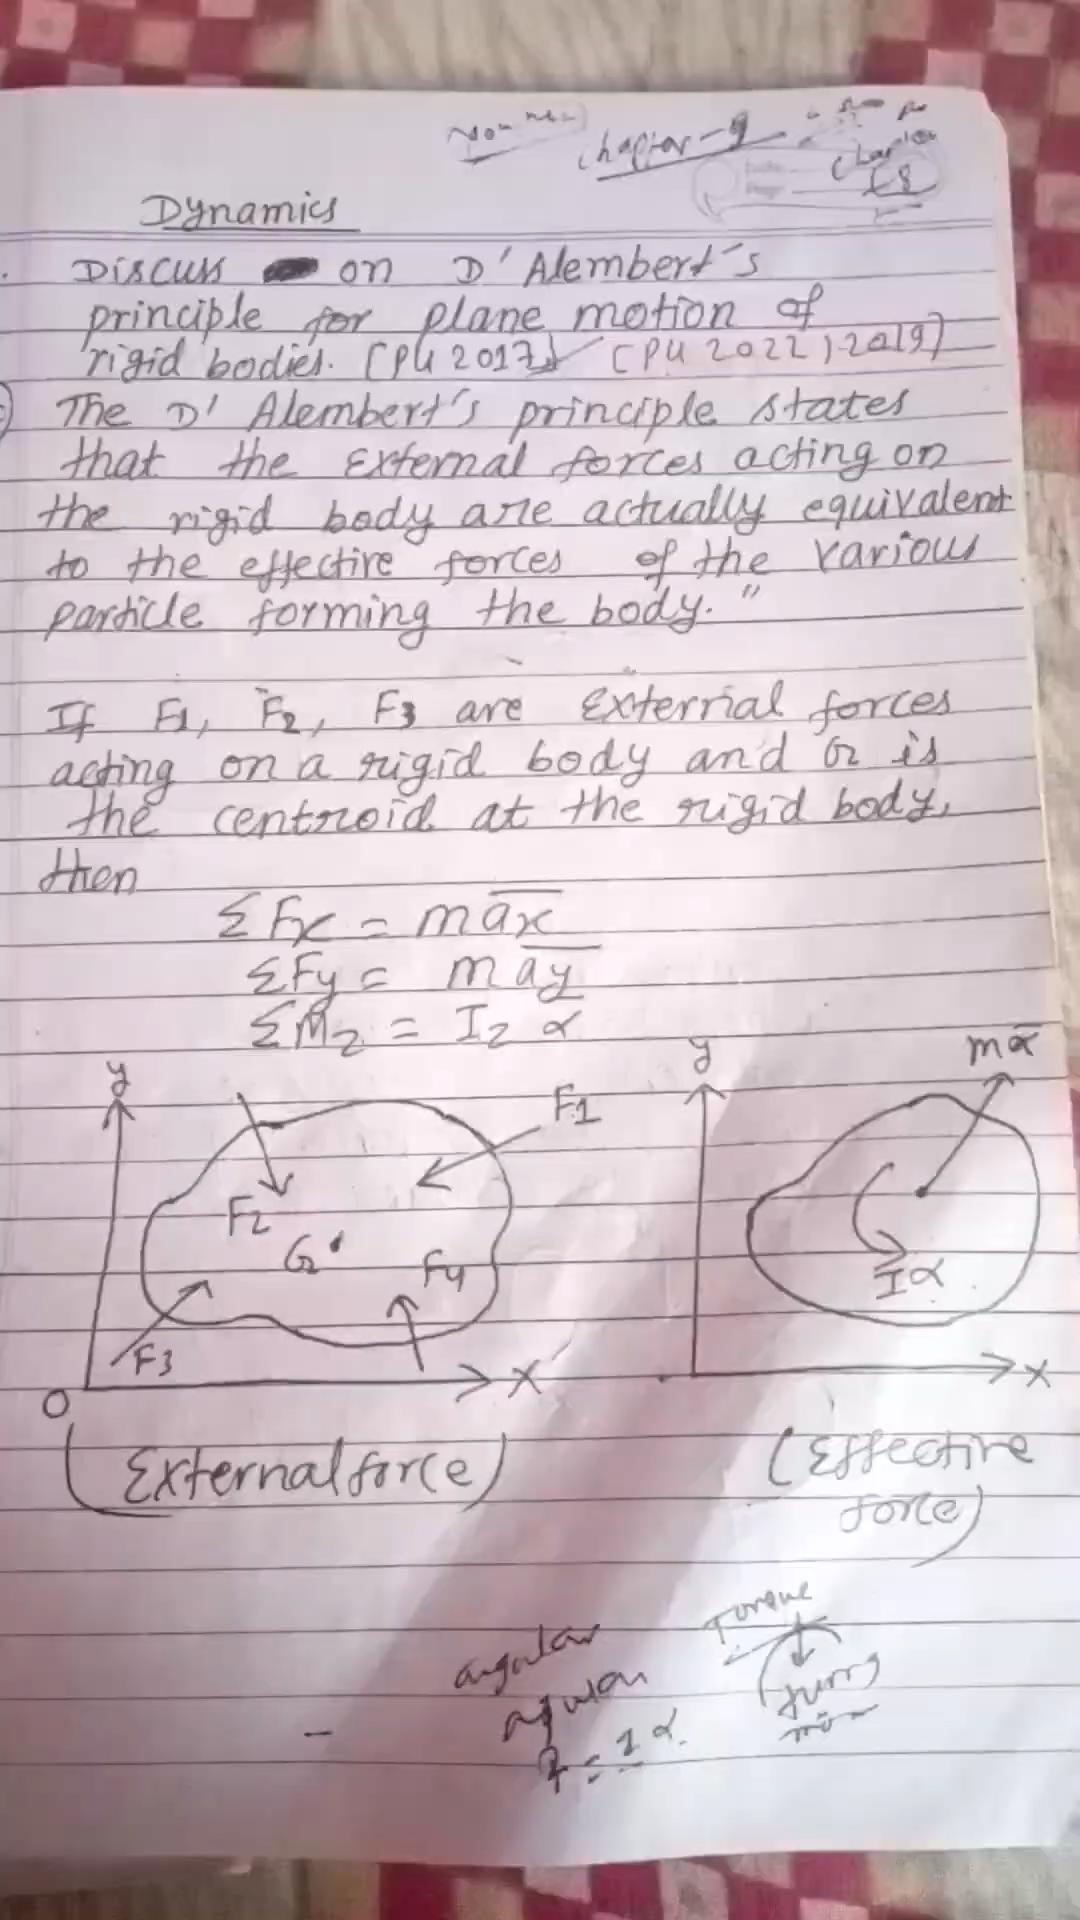 Chapter-9
Chapter
Dynamics
Discuss on D'Alembert's
principle for plane motion of
rigid bodies. [PU 2017] [PU 2022, 2019]
The D' Alembert's principle states
that the External forces acting on
the rigid body are actually equivalent
to the effective forces of the various
particle forming the body."
If F1, F2, F3 are External forces
acting on a rigid body and G is
the centroid at the rigid body,
then
ΣFx = m a̅x̅
ΣFy = m a̅y̅
ΣMz = Iz α
y
F1
F2
G
F4
F3
O
X
(External force)
y
ma̅
Iα
X
(Effective
force)
Torque
angular